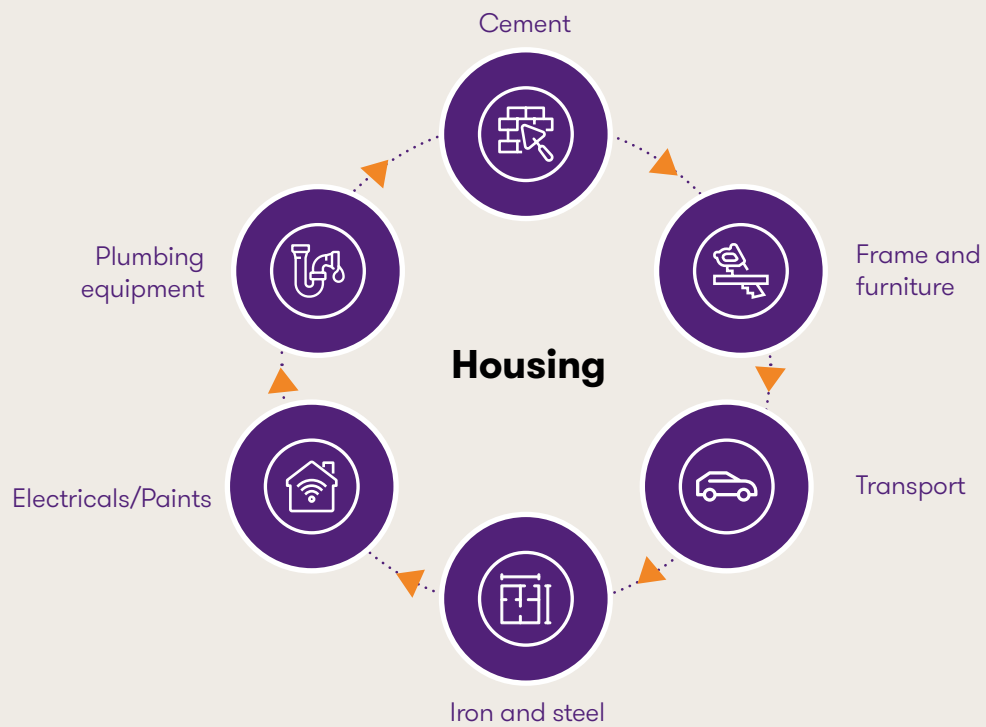 Cement
Plumbing
equipment
Frame and
furniture
Housing
Electricals/Paints
Transport
Iron and steel